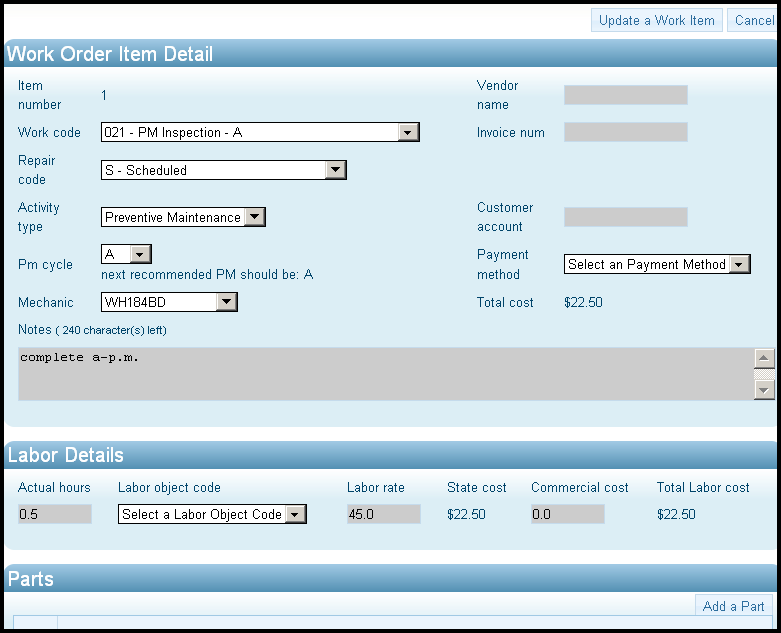 Update a Work Item Cancel
Work Order Item Detail
Item number 1 Vendor name
Work code 021 - PM Inspection - A Invoice num
Repair code S - Scheduled
Activity type Preventive Maintenance Customer account
Pm cycle A Payment method Select an Payment Method
next recommended PM should be: A
Mechanic WH184BD Total cost $22.50
Notes ( 240 character(s) left)
complete a-p.m.
Labor Details
Actual hours Labor object code Labor rate State cost Commercial cost Total Labor cost
0.5 Select a Labor Object Code 45.0 $22.50 0.0 $22.50
Parts
Add a Part